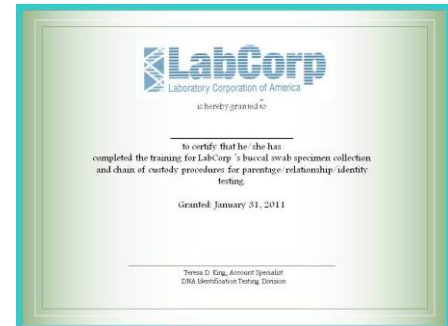 LabCorp
Laboratory Corporation of America
is hereby granted to
to certify that he/she has
completed the training for LabCorp 's buccal swab specimen collection
and chain of custody procedures for parentage/relationship/identity
testing.
Granted: January 31, 2011
Teresa D. King, Account Specialist
DNA Identification Testing Division